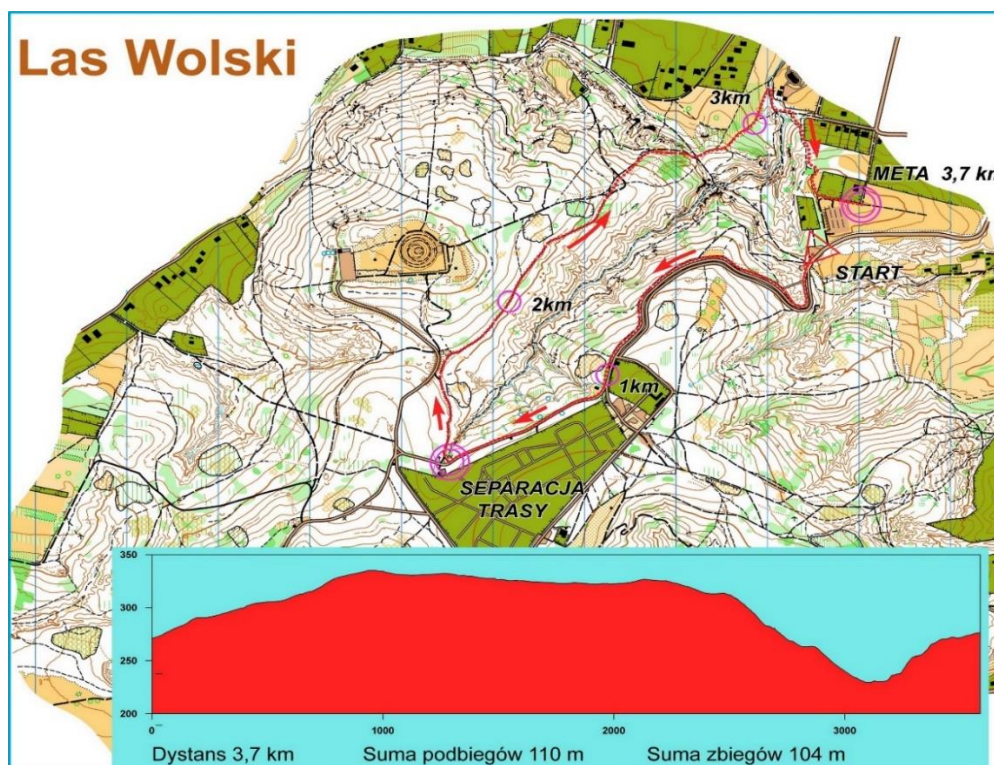 Las Wolski
3km
META 3,7 km
START
2km
1km
SEPARACJA
TRASY
350
300
250
200
0
1000
2000
3000
Dystans 3,7 km
Suma podbiegów 110 m
Suma zbiegów 104 m